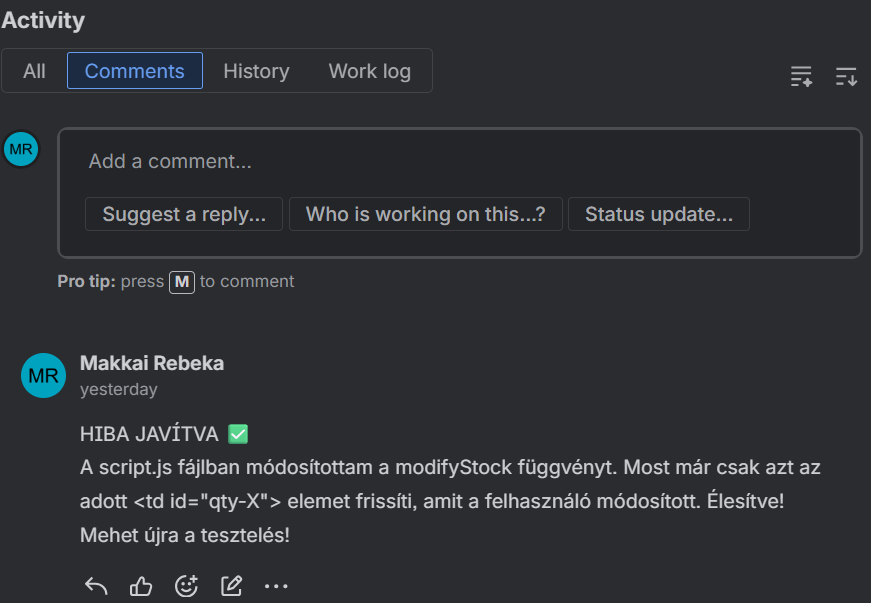 Activity
All Comments History Work log
MR
Add a comment...
Suggest a reply... Who is working on this...? Status update...
Pro tip: press M to comment
MR
Makkai Rebeka
yesterday
HIBA JAVÍTVA ✅
A script.js fájlban módosítottam a modifyStock függvényt. Most már csak azt az
adott <td id="qty-X"> elemet frissíti, amit a felhasználó módosított. Élesítve!
Mehet újra a tesztelés!